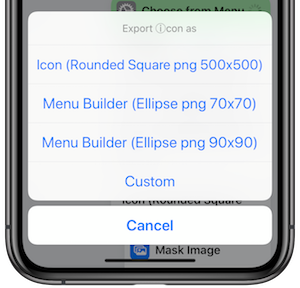 Choose from Menu
Export ⓘcon as
Icon (Rounded Square png 500x500)
Menu Builder (Ellipse png 70x70)
Menu Builder (Ellipse png 90x90)
Custom
Icon (Rounded Square
Cancel
Mask Image